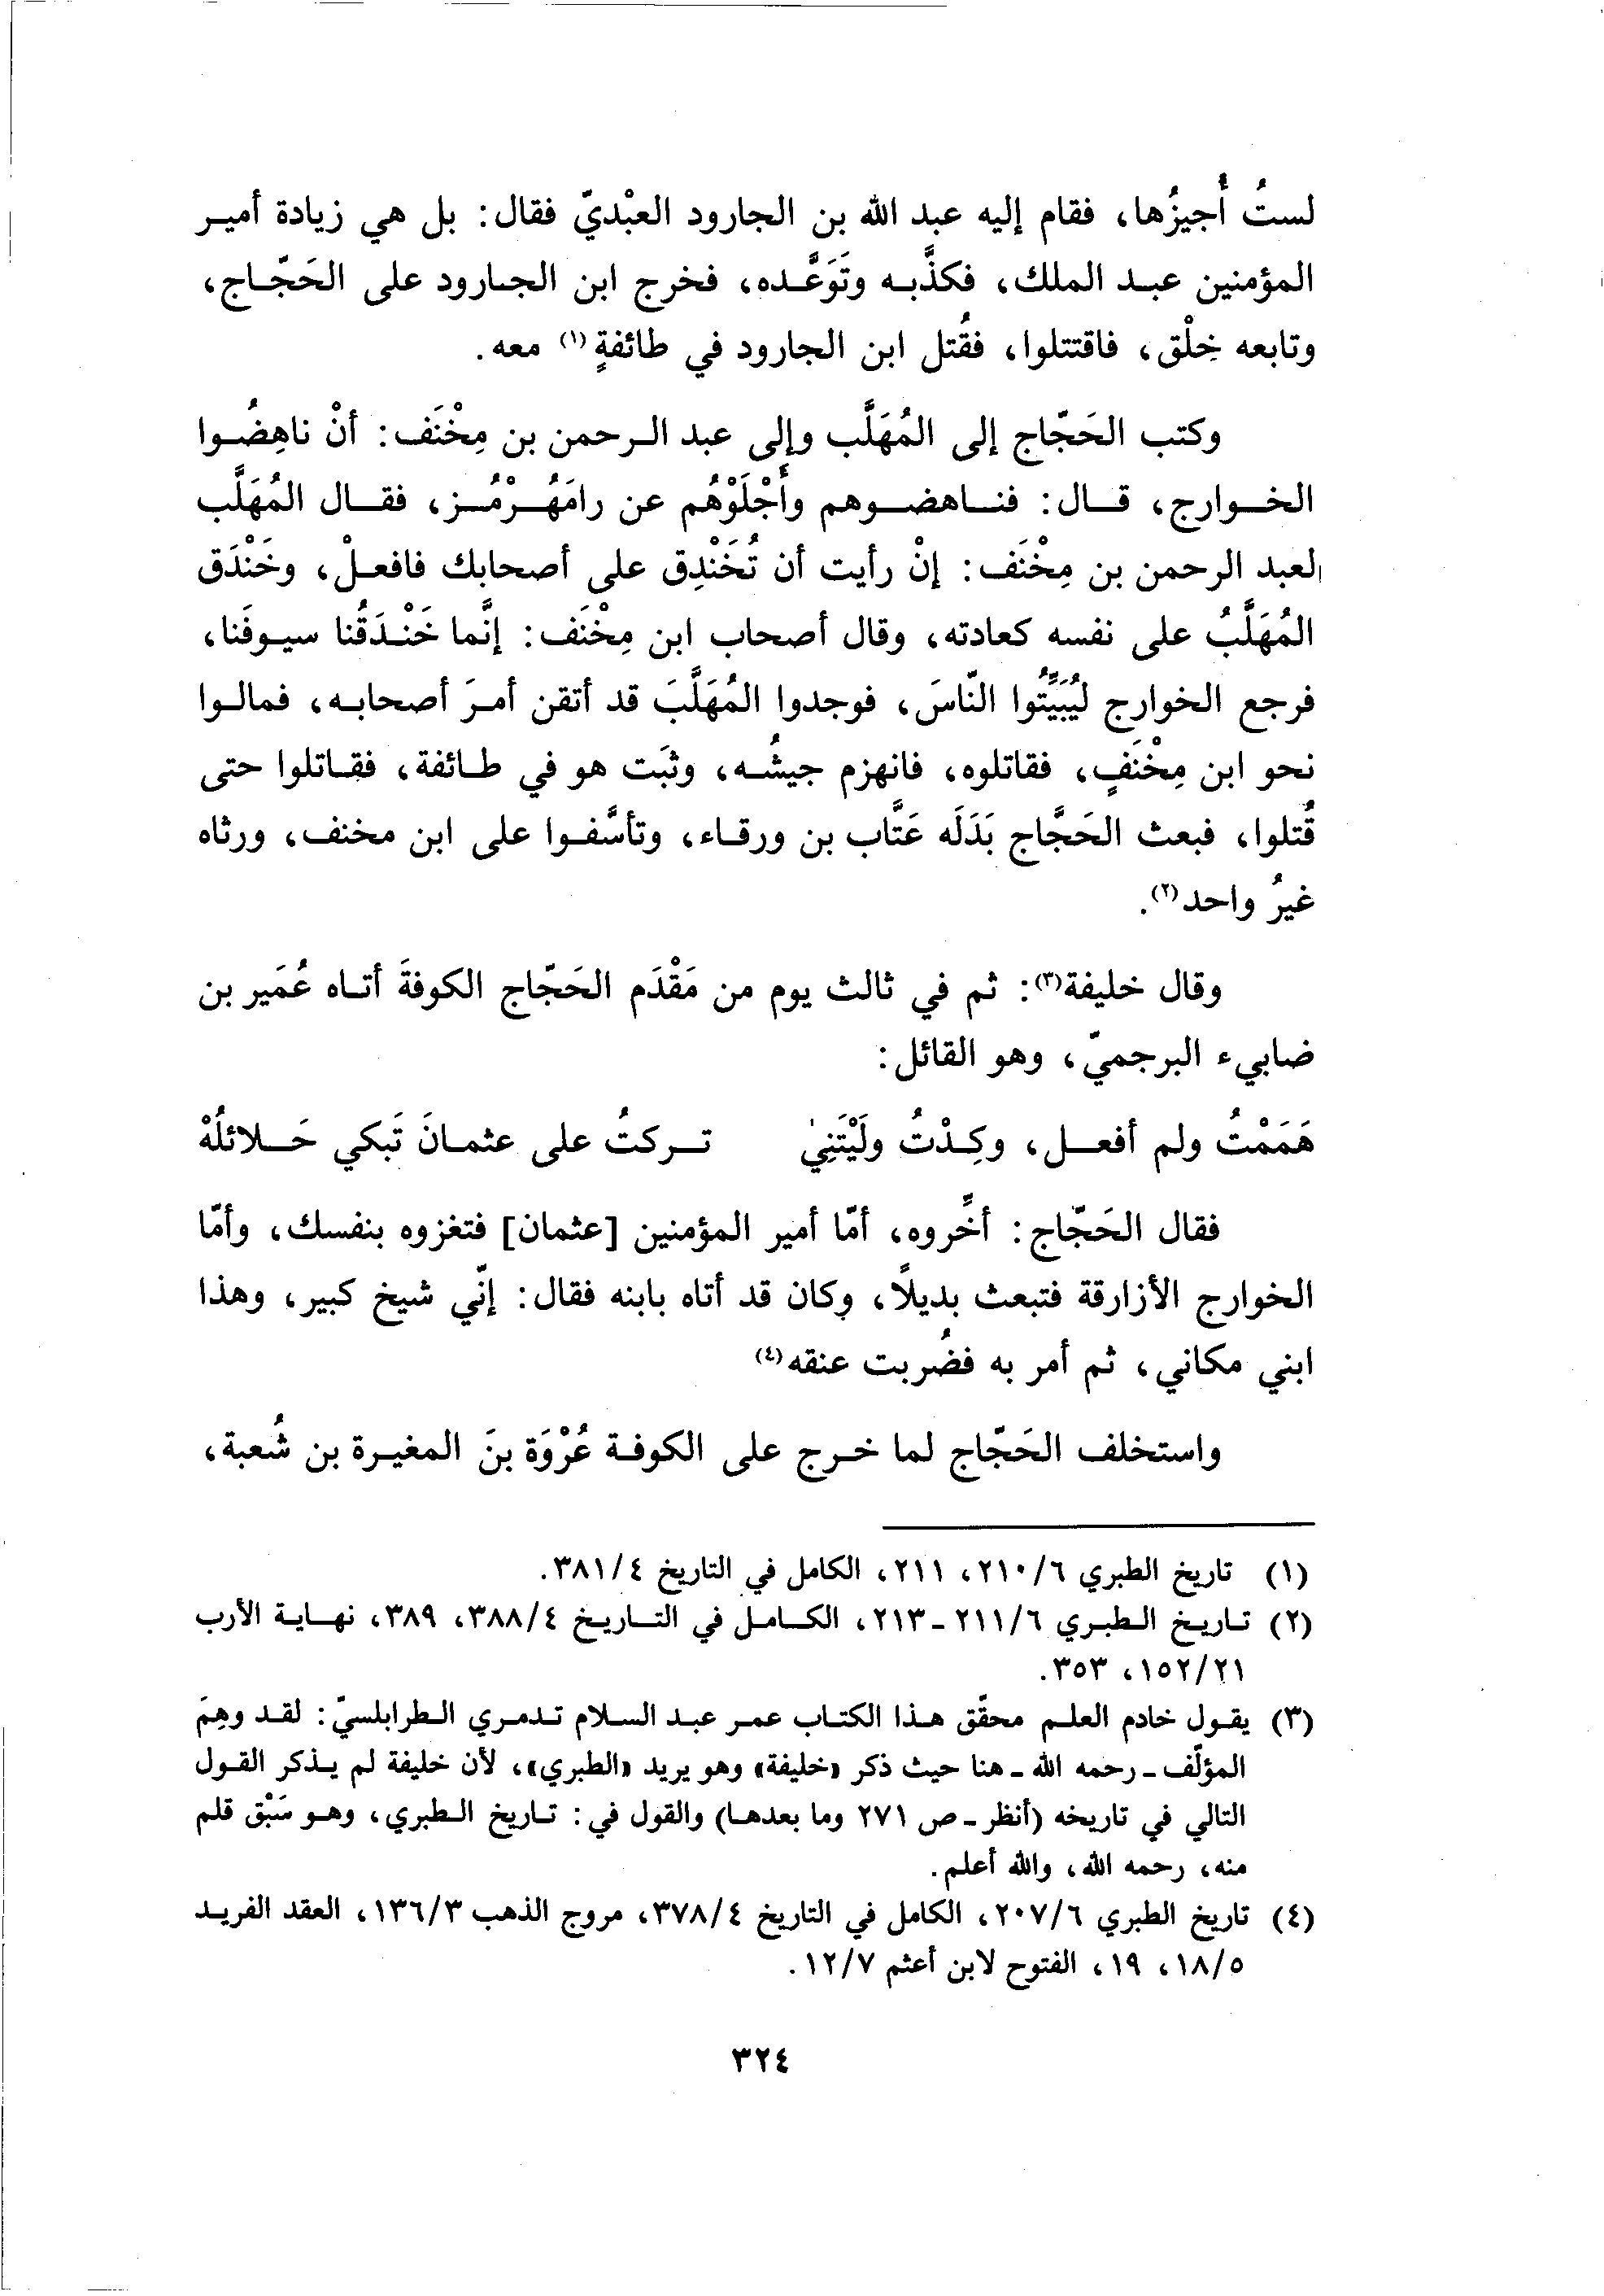 لستُ أُجيزُها، فقام إليه عبد الله بن الجارود العبْديّ فقال: بل هي زيادة أمير
المؤمنين عبد الملك، فكذَّبه وتَوَعَّده، فخرج ابن الجارود على الحَجّاج،
وتابعه خِلْق، فاقتتلوا، فقُتل ابن الجارود في طائفةٍ(١) معه.
وكتب الحَجّاج إلى المُهَلَّب وإلى عبد الرحمن بن مِخْنَف: أنْ ناهِضُوا
الخوارج، قال: فناهضوهم وأَجْلَوْهُم عن رامَهُرْمُز، فقال المُهَلَّب
لعبد الرحمن بن مِخْنَف: إنْ رأيت أن تُخَنْدِق على أصحابك فافعلْ، وخَنْدَق
المُهَلَّبُ على نفسه كعادته، وقال أصحاب ابن مِخْنَف: إنَّما خَنْدَقُنا سيوفَنا،
فرجع الخوارج ليُبَيِّتُوا النّاسَ، فوجدوا المُهَلَّبَ قد أتقن أمرَ أصحابه، فمالوا
نحو ابن مِخْنَفٍ، فقاتلوه، فانهزم جيشُه، وثبَت هو في طائفة، فقاتلوا حتى
قُتلوا، فبعث الحَجَّاج بَدَلَه عَتَّاب بن ورقاء، وتأسَّفوا على ابن مخنف، ورثاه
غيرُ واحد(٢).
وقال خليفة(٣): ثم في ثالث يوم من مَقْدَم الحَجّاج الكوفةَ أتاه عُمَير بن
ضابيء البرجميّ، وهو القائل:
هَمَمْتُ ولم أفعل، وكِدْتُ ولَيْتَنِي تركتُ على عثمانَ تَبكي حَلائلُهْ
فقال الحَجّاج: أخِّروه، أمّا أمير المؤمنين [عثمان] فتغزوه بنفسك، وأمّا
الخوارج الأزارقة فتبعث بديلًا، وكان قد أتاه بابنه فقال: إنّي شيخ كبير، وهذا
ابني مكاني، ثم أمر به فضُربت عنقه(٤)
واستخلف الحَجّاج لما خرج على الكوفة عُرْوَة بنَ المغيرة بن شُعبة،
(١) تاريخ الطبري ٢١٠/٦، ٢١١، الكامل في التاريخ ٣٨١/٤.
(٢) تاريخ الطبري ٢١١/٦ - ٢١٣، الكامل في التاريخ ٣٨٨/٤، ٣٨٩، نهاية الأرب
١٥٢/٢١، ٣٥٣.
(٣) يقول خادم العلم محقّق هذا الكتاب عمر عبد السلام تدمري الطرابلسيّ: لقد وهِمَ
المؤلّف - رحمه الله - هنا حيث ذكر «خليفة» وهو يريد «الطبري»، لأن خليفة لم يذكر القول
التالي في تاريخه (أنظر - ص ٢٧١ وما بعدها) والقول في: تاريخ الطبري، وهو سَبْق قلم
منه، رحمه الله، والله أعلم.
(٤) تاريخ الطبري ٢٠٧/٦، الكامل في التاريخ ٣٧٨/٤، مروج الذهب ١٣٦/٣، العقد الفريد
١٨/٥، ١٩، الفتوح لابن أعثم ١٢/٧.
٣٢٤